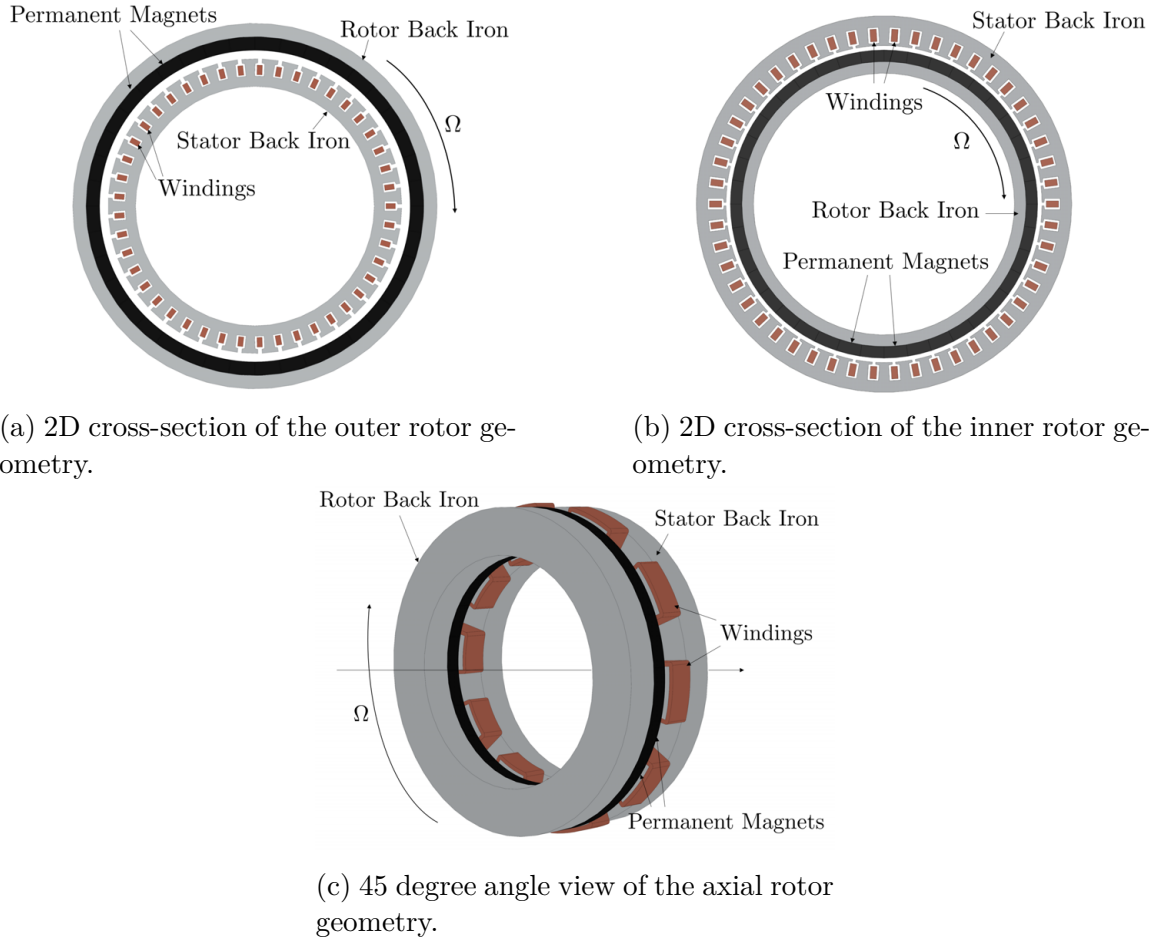 Permanent Magnets
Rotor Back Iron
Ω
Stator Back Iron
Windings
(a) 2D cross-section of the outer rotor ge-
ometry.
Stator Back Iron
Windings
Ω
Rotor Back Iron
Permanent Magnets
(b) 2D cross-section of the inner rotor ge-
ometry.
Rotor Back Iron
Stator Back Iron
Windings
Ω
Permanent Magnets
(c) 45 degree angle view of the axial rotor
geometry.